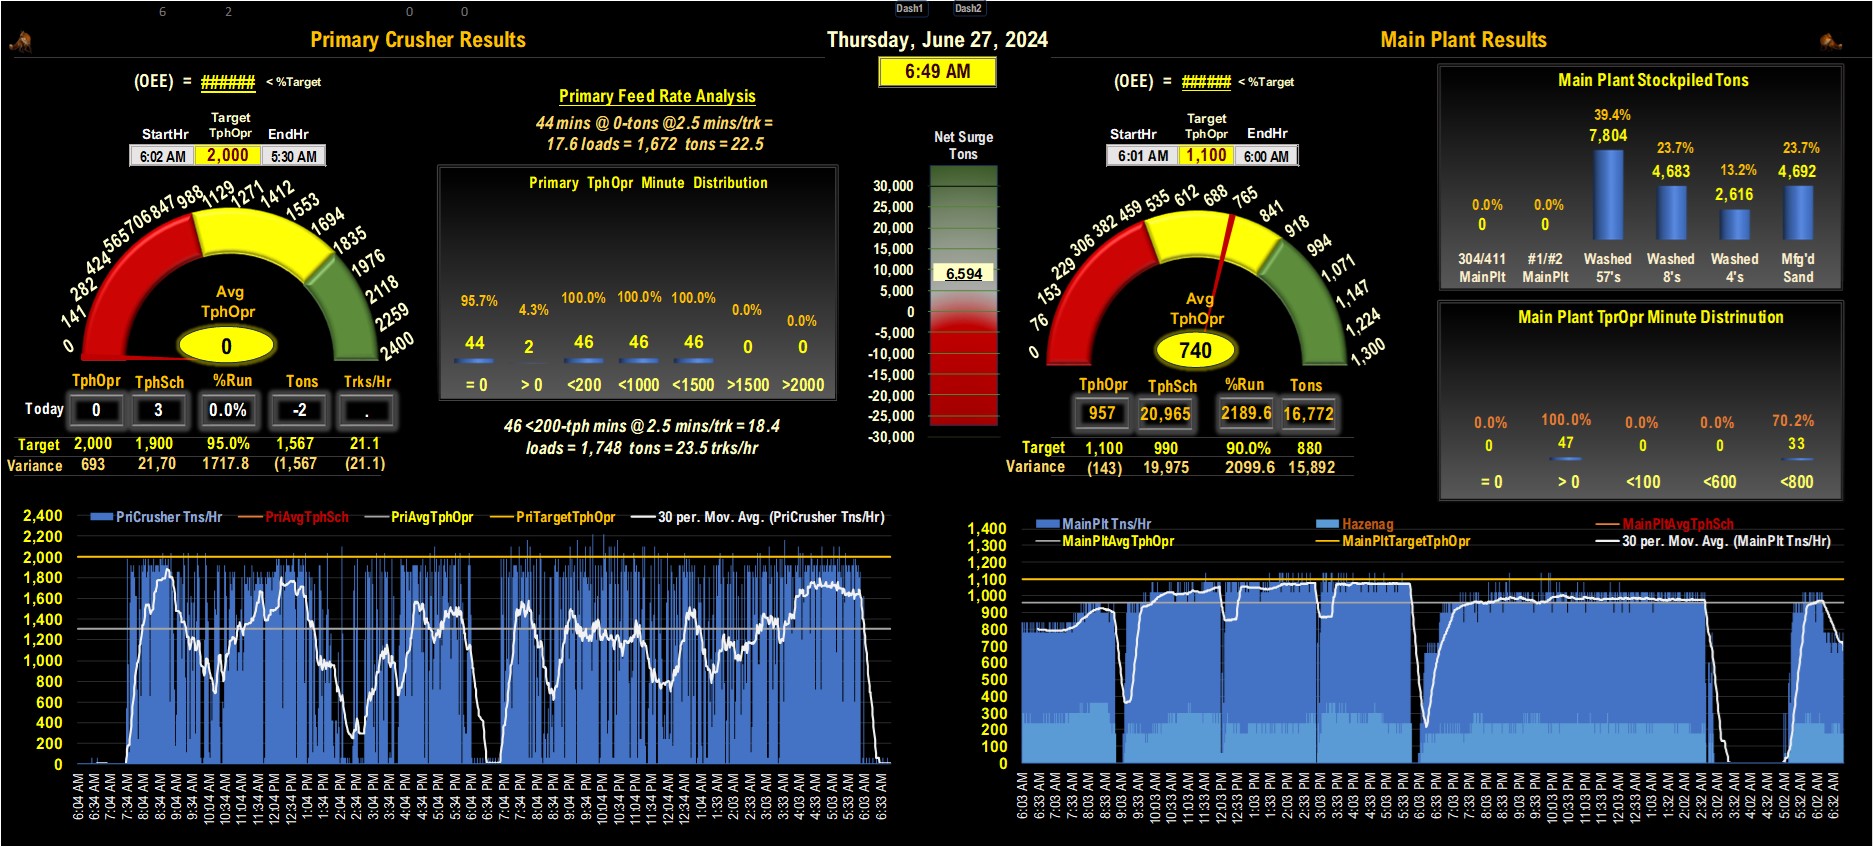 6 2 0 0 Dash1 Dash2
Primary Crusher Results
Thursday, June 27, 2024
Main Plant Results
6:49 AM
(OEE) = ###### < %Target
StartHr Target TphOpr EndHr
6:02 AM 2,000 5:30 AM
0 141 282 424 565 706 847 988 1129 1271 1412 1553 1694 1835 1976 2118 2259 2400
Avg
TphOpr
0
TphOpr TphSch %Run Tons Trks/Hr
Today 0 3 0.0% -2 .
Target 2,000 1,900 95.0% 1,567 21.1
Variance 693 21,70 1717.8 (1,567 (21.1)
Primary Feed Rate Analysis
44 mins @ 0-tons @2.5 mins/trk =
17.6 loads = 1,672 tons = 22.5
Primary TphOpr Minute Distribution
95.7% 4.3% 100.0% 100.0% 100.0% 0.0% 0.0%
44 2 46 46 46 0 0
= 0 > 0 <200 <1000 <1500 >1500 >2000
46 <200-tph mins @ 2.5 mins/trk = 18.4
loads = 1,748 tons = 23.5 trks/hr
Net Surge
Tons
30,000
25,000
20,000
15,000
10,000
6,594
5,000
0
-5,000
-10,000
-15,000
-20,000
-25,000
-30,000
(OEE) = ###### < %Target
StartHr Target TphOpr EndHr
6:01 AM 1,100 6:00 AM
0 76 153 229 306 382 459 535 612 688 765 841 918 994 1,071 1,147 1,224 1,300
Avg
TphOpr
740
TphOpr TphSch %Run Tons
957 20,965 2189.6 16,772
Target 1,100 990 90.0% 880
Variance (143) 19,975 2099.6 15,892
Main Plant Stockpiled Tons
0.0% 0.0% 39.4% 23.7% 13.2% 23.7%
0 0 7,804 4,683 2,616 4,692
304/411 #1/#2 Washed Washed Washed Mfg'd
MainPlt MainPlt 57's 8's 4's Sand
Main Plant TprOpr Minute Distrinution
0.0% 100.0% 0.0% 0.0% 70.2%
0 47 0 0 33
= 0 > 0 <100 <600 <800
PriCrusher Tns/Hr PriAvgTphSch PriAvgTphOpr PriTargetTphOpr 30 per. Mov. Avg. (PriCrusher Tns/Hr)
2,400
2,200
2,000
1,800
1,600
1,400
1,200
1,000
800
600
400
200
0
6:04 AM 6:34 AM 7:04 AM 7:34 AM 8:04 AM 8:34 AM 9:04 AM 9:34 AM 10:04 AM 10:34 AM 11:04 AM 11:34 AM 12:04 PM 12:34 PM 1:04 PM 1:34 PM 2:04 PM 2:34 PM 3:04 PM 3:34 PM 4:04 PM 4:34 PM 5:04 PM 5:34 PM 6:04 PM 6:34 PM 7:04 PM 7:34 PM 8:04 PM 8:34 PM 9:04 PM 9:34 PM 10:04 PM 10:34 PM 11:04 PM 11:34 PM 12:04 AM 12:34 AM 1:04 AM 1:33 AM 2:03 AM 2:33 AM 3:03 AM 3:33 AM 4:03 AM 4:33 AM 5:03 AM 5:33 AM 6:03 AM 6:33 AM
MainPlt Tns/Hr Hazenag MainPltAvgTphSch
MainPltAvgTphOpr MainPltTargetTphOpr 30 per. Mov. Avg. (MainPlt Tns/Hr)
1,400
1,300
1,200
1,100
1,000
900
800
700
600
500
400
300
200
100
0
6:03 AM 6:33 AM 7:03 AM 7:33 AM 8:03 AM 8:33 AM 9:03 AM 9:33 AM 10:03 AM 10:33 AM 11:03 AM 11:33 AM 12:03 PM 12:33 PM 1:03 PM 1:33 PM 2:03 PM 2:33 PM 3:03 PM 3:33 PM 4:03 PM 4:33 PM 5:03 PM 5:33 PM 6:03 PM 6:33 PM 7:03 PM 7:33 PM 8:03 PM 8:33 PM 9:03 PM 9:33 PM 10:03 PM 10:33 PM 11:03 PM 11:33 PM 12:02 AM 12:32 AM 1:02 AM 1:32 AM 2:02 AM 2:32 AM 3:02 AM 3:32 AM 4:02 AM 4:32 AM 5:02 AM 5:32 AM 6:02 AM 6:32 AM